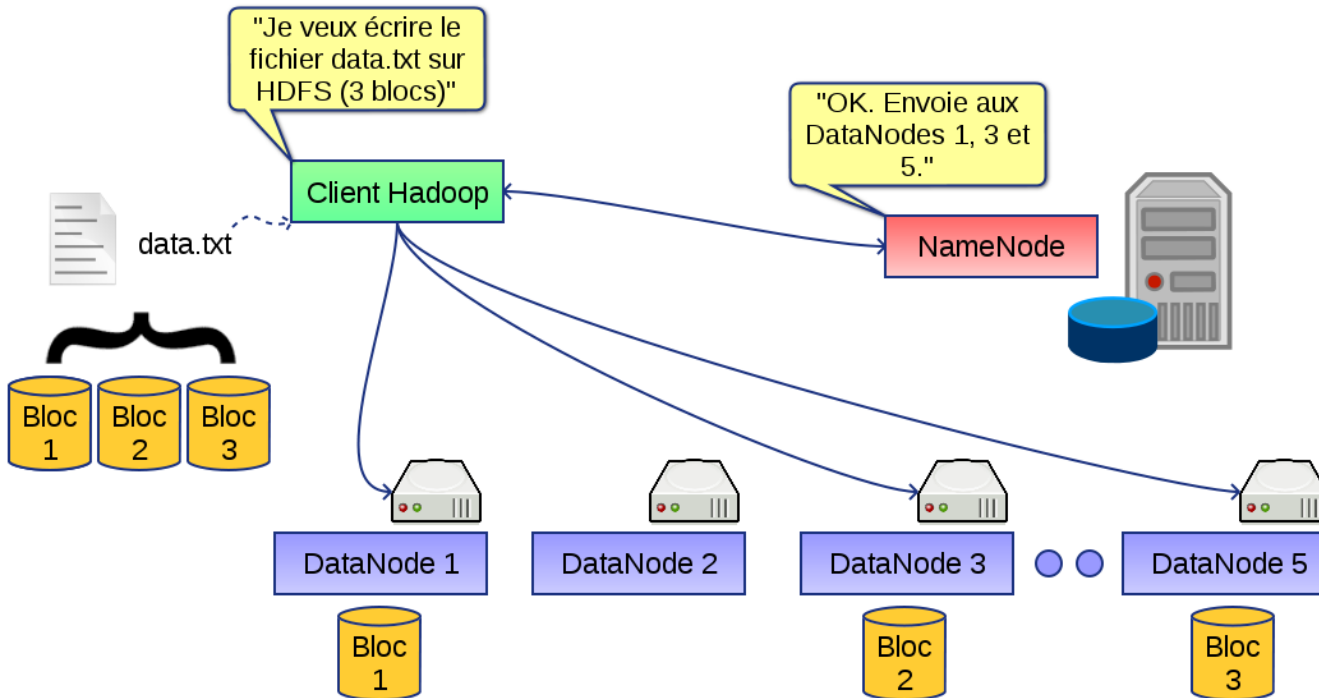 "Je veux écrire le
fichier data.txt sur
HDFS (3 blocs)"
"OK. Envoie aux
DataNodes 1, 3 et
5."
Client Hadoop
data.txt
NameNode
Bloc
1
Bloc
2
Bloc
3
DataNode 1
DataNode 2
DataNode 3
DataNode 5
Bloc
1
Bloc
2
Bloc
3